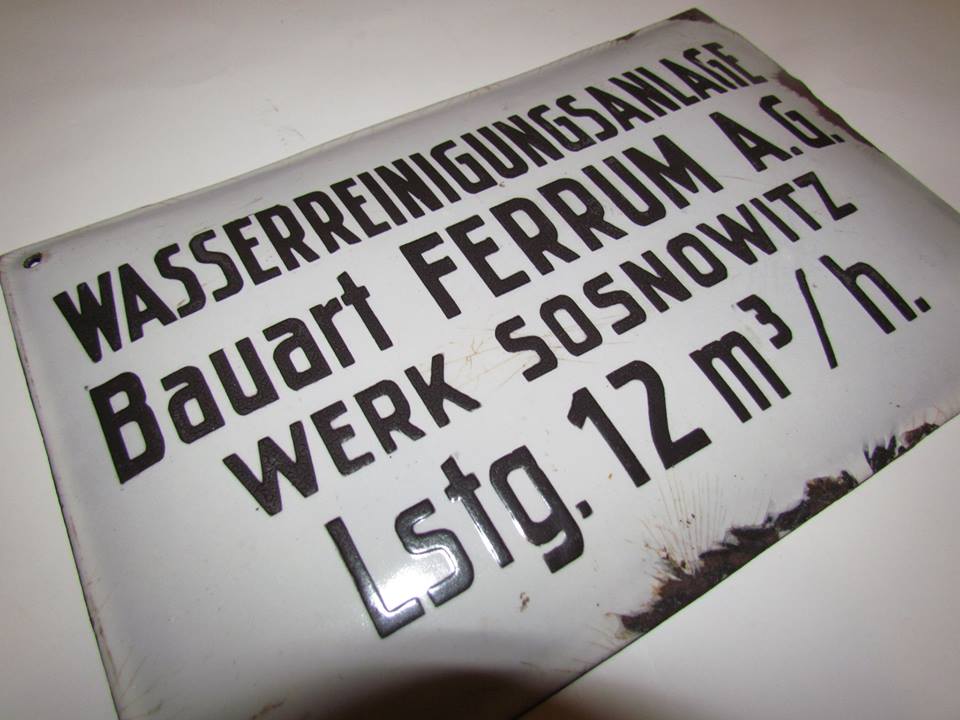 WASSERREINIGUNGSANLAGE
Bauart FERRUM A.G.
WERK SOSNOWITZ
Lstg. 12 m³/h.